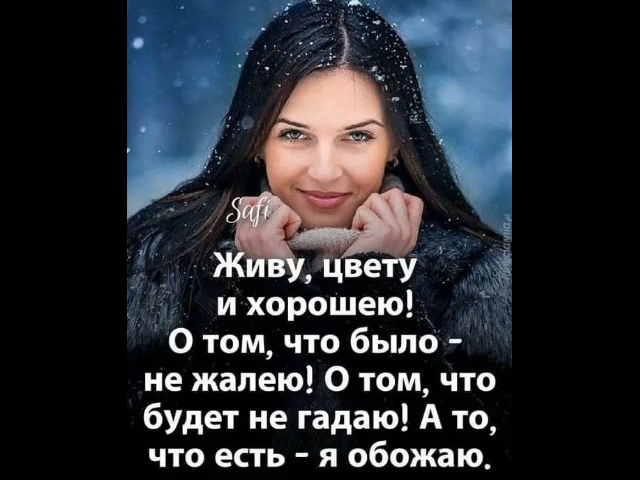 Safi
Живу, цвету
и хорошею!
О том, что было -
не жалею! О том, что
будет не гадаю! А то,
что есть - я обожаю.